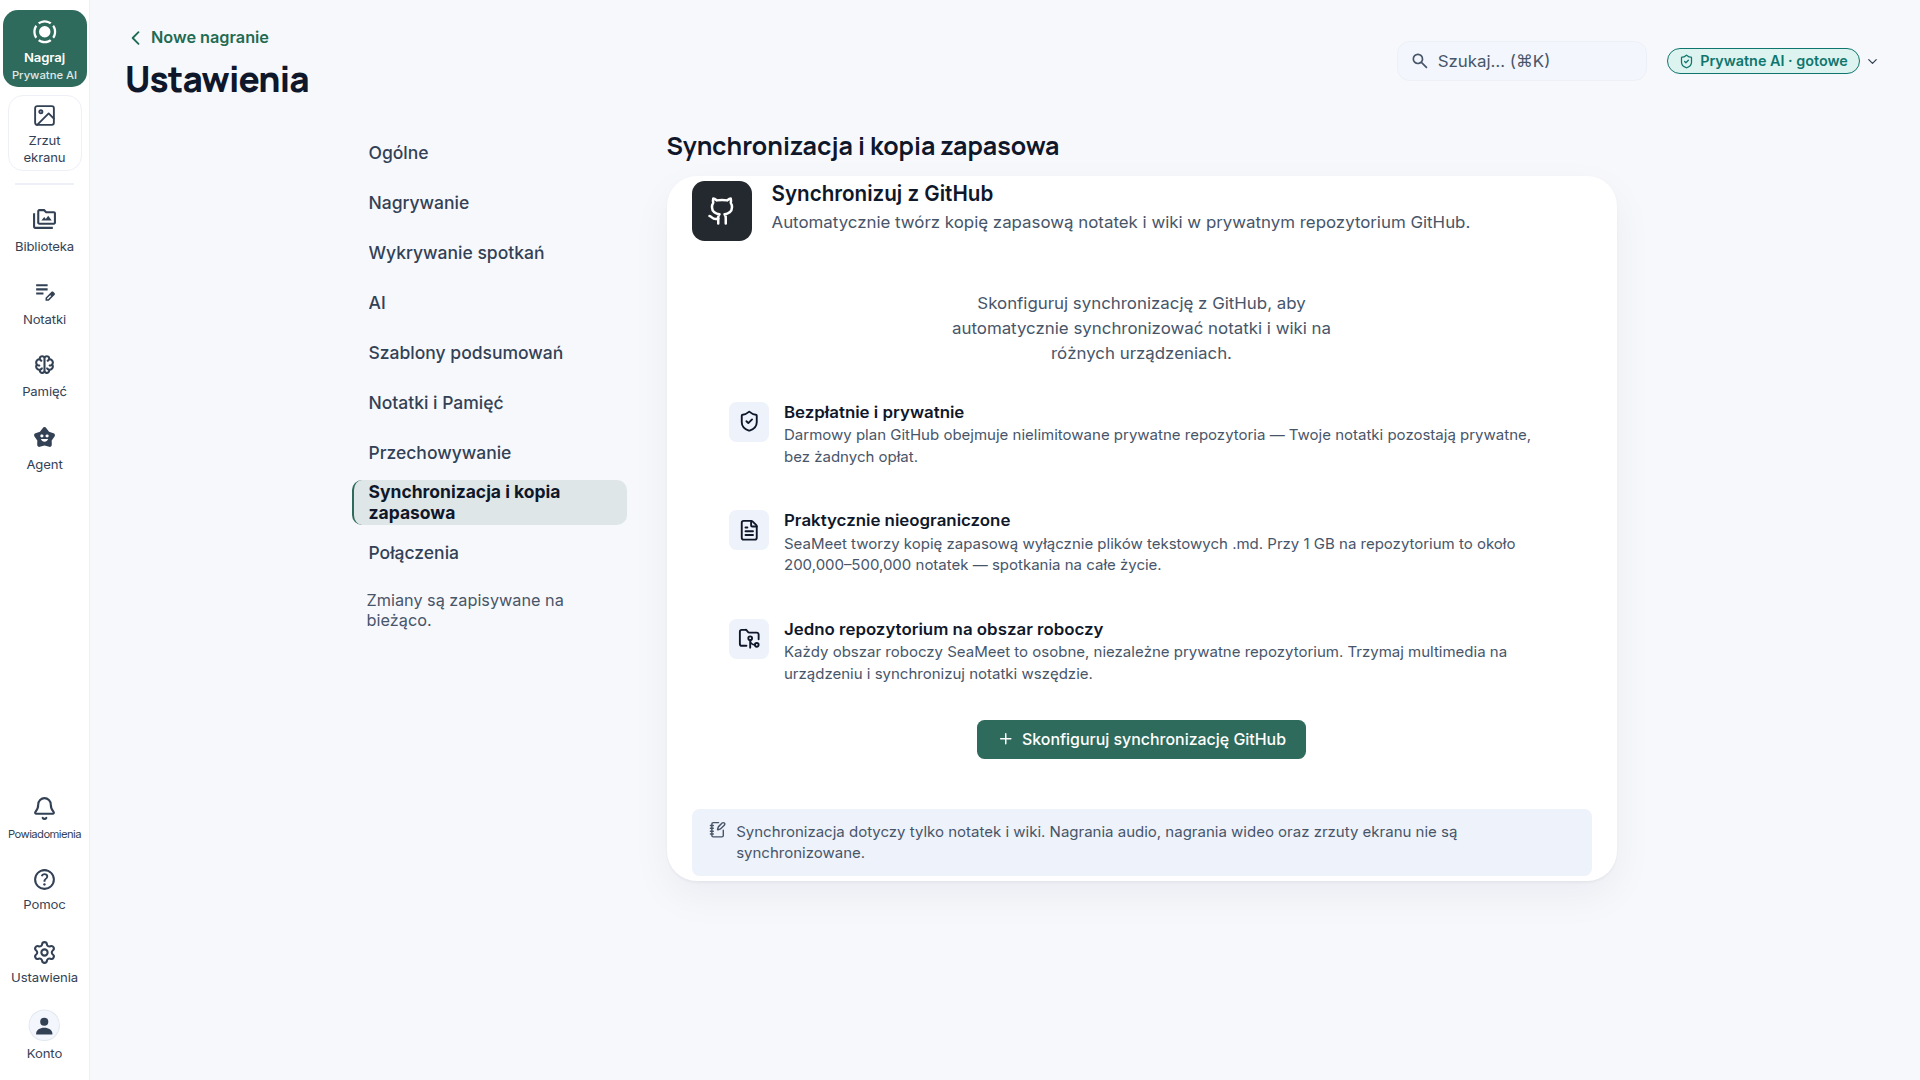 Nagraj
Prywatne AI
Zrzut
ekranu
Biblioteka
Notatki
Pamięć
Agent
Powiadomienia
Pomoc
Ustawienia
Konto
Nowe nagranie
Ustawienia
Szukaj... (⌘K)
Prywatne AI · gotowe
Ogólne
Nagrywanie
Wykrywanie spotkań
AI
Szablony podsumowań
Notatki i Pamięć
Przechowywanie
Synchronizacja i kopia
zapasowa
Połączenia
Zmiany są zapisywane na
bieżąco.
Synchronizacja i kopia zapasowa
Synchronizuj z GitHub
Automatycznie twórz kopię zapasową notatek i wiki w prywatnym repozytorium GitHub.
Skonfiguruj synchronizację z GitHub, aby
automatycznie synchronizować notatki i wiki na
różnych urządzeniach.
Bezpłatnie i prywatnie
Darmowy plan GitHub obejmuje nielimitowane prywatne repozytoria — Twoje notatki pozostają prywatne,
bez żadnych opłat.
Praktycznie nieograniczone
SeaMeet tworzy kopię zapasową wyłącznie plików tekstowych .md. Przy 1 GB na repozytorium to około
200,000–500,000 notatek — spotkania na całe życie.
Jedno repozytorium na obszar roboczy
Każdy obszar roboczy SeaMeet to osobne, niezależne prywatne repozytorium. Trzymaj multimedia na
urządzeniu i synchronizuj notatki wszędzie.
Skonfiguruj synchronizację GitHub
Synchronizacja dotyczy tylko notatek i wiki. Nagrania audio, nagrania wideo oraz zrzuty ekranu nie są
synchronizowane.